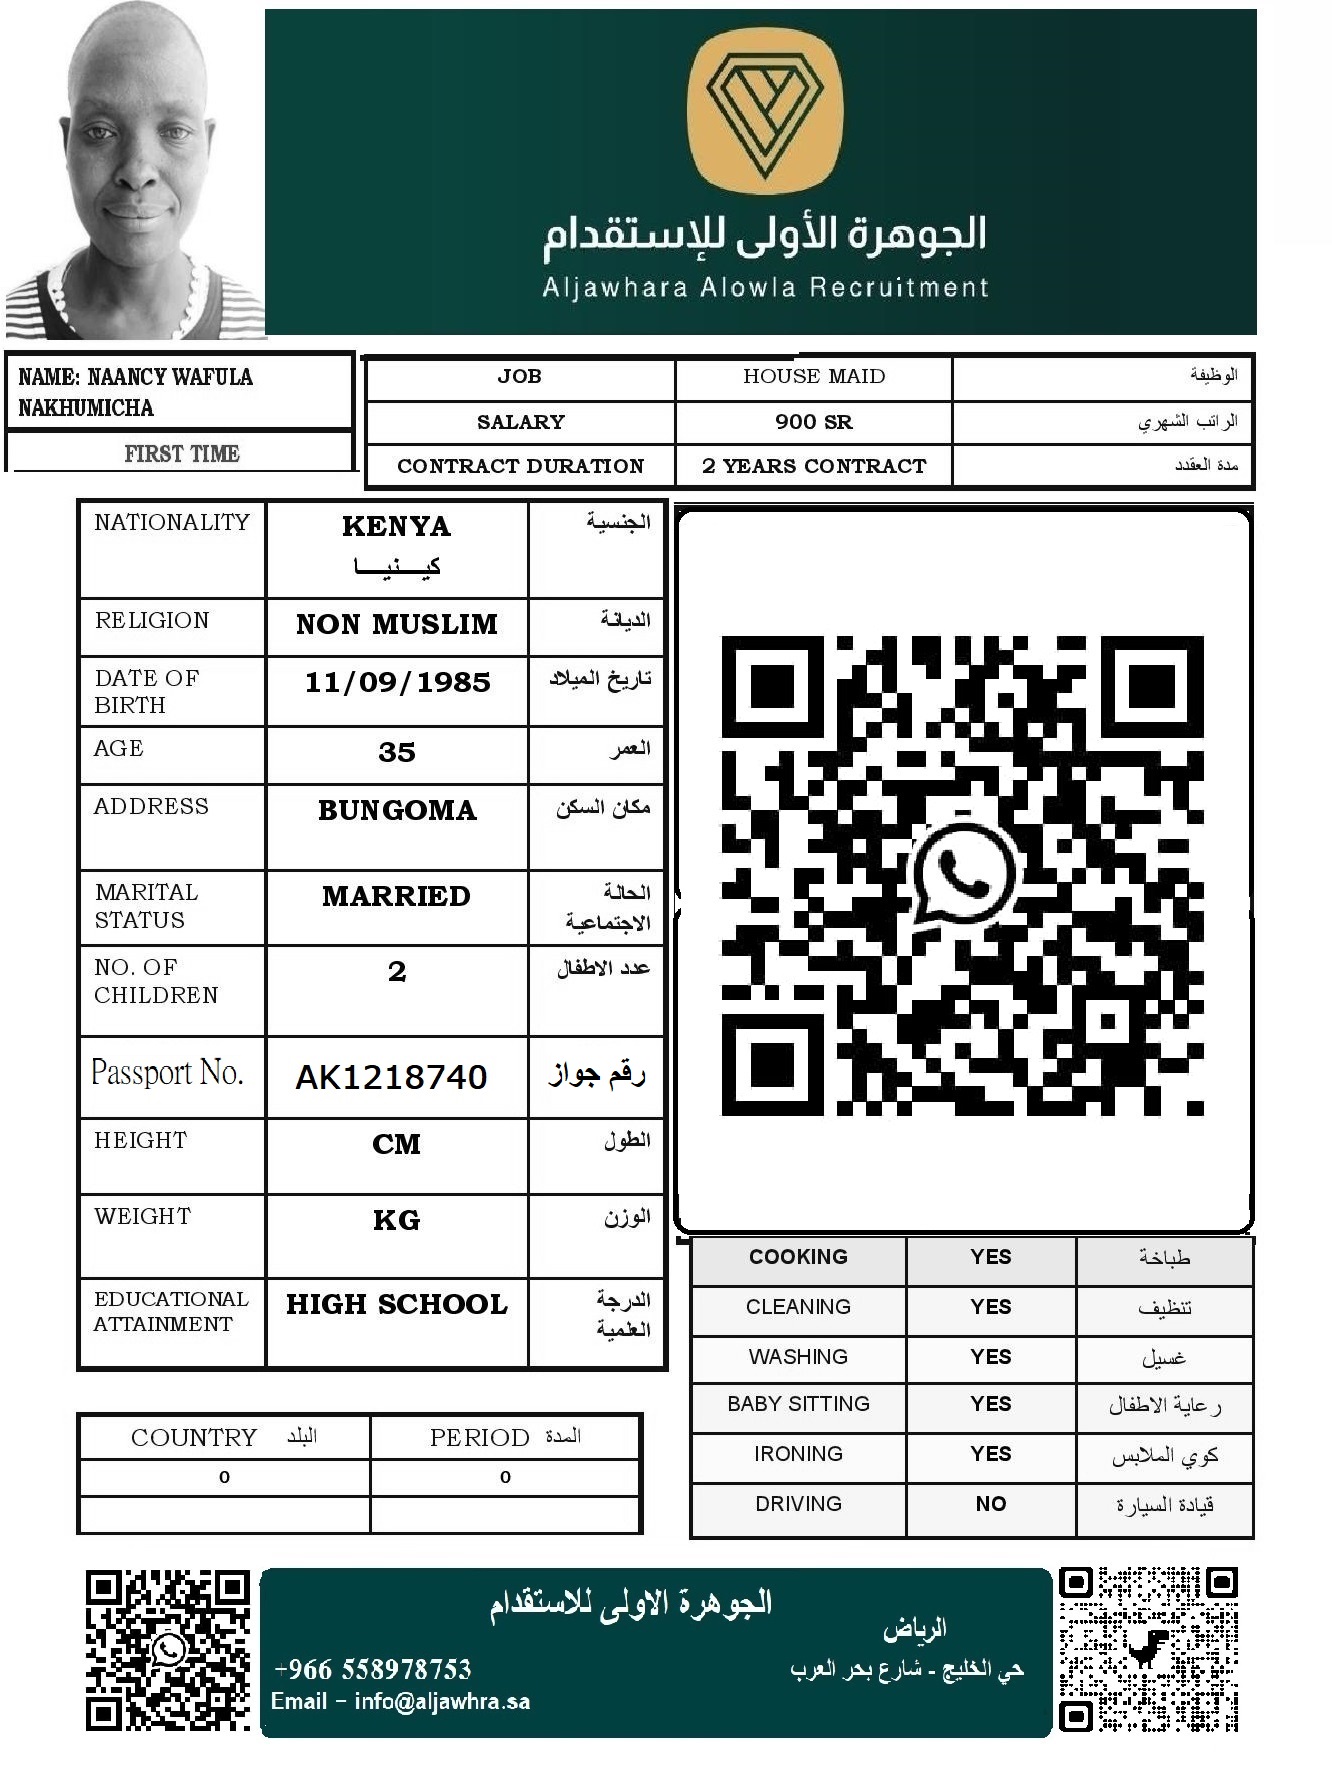 الجوهرة الأولى للإستقدام
Aljawhara Alowla Recruitment
NAME: NAANCY WAFULA
NAKHUMICHA
FIRST TIME
JOB HOUSE MAID الوظيفة
SALARY 900 SR الراتب الشهري
CONTRACT DURATION 2 YEARS CONTRACT مدة العقدد
NATIONALITY KENYA الجنسية
كيـــنيـــا
RELIGION NON MUSLIM الديانة
DATE OF 11/09/1985 تاريخ الميلاد
BIRTH
AGE 35 العمر
ADDRESS BUNGOMA مكان السكن
MARITAL MARRIED الحالة
STATUS الاجتماعية
NO. OF 2 عدد الاطفال
CHILDREN
Passport No. AK1218740 رقم جواز
HEIGHT CM الطول
WEIGHT KG الوزن
EDUCATIONAL HIGH SCHOOL الدرجة
ATTAINMENT العلمية
COOKING YES طباخة
CLEANING YES تنظيف
WASHING YES غسيل
BABY SITTING YES رعاية الاطفال
IRONING YES كوي الملابس
DRIVING NO قيادة السيارة
COUNTRY البلد PERIOD المدة
0 0
الجوهرة الاولى للاستقدام
الرياض
+966 558978753 حي الخليج - شارع بحر العرب
Email – info@aljawhra.sa